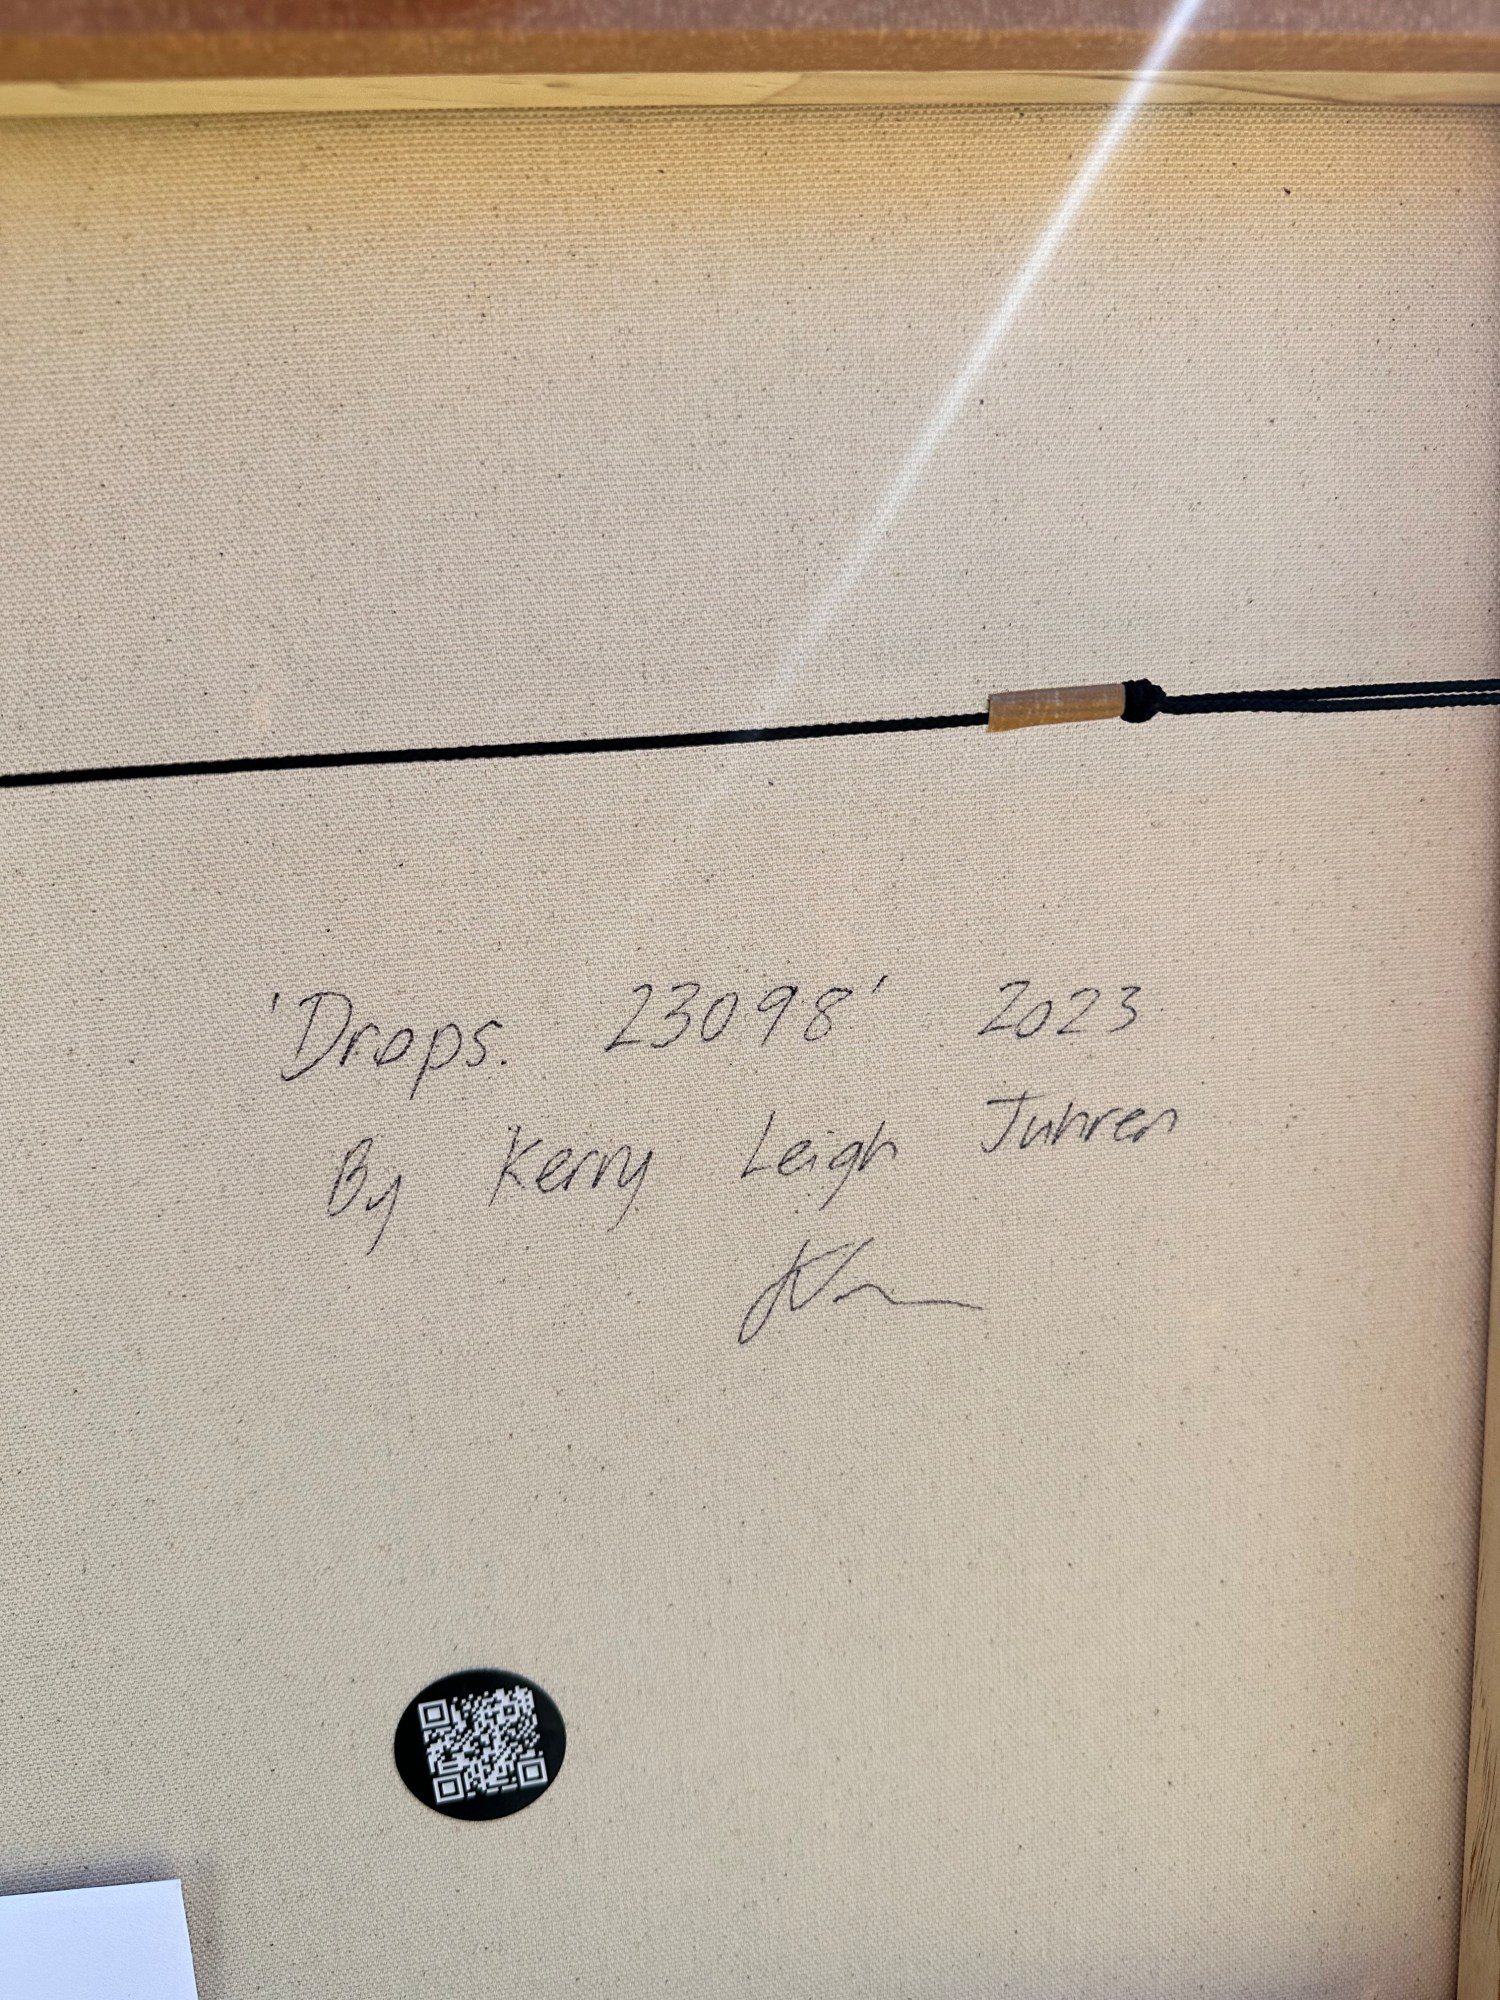 'Drops. 23098' 2023
By Kerry Leigh Juhren